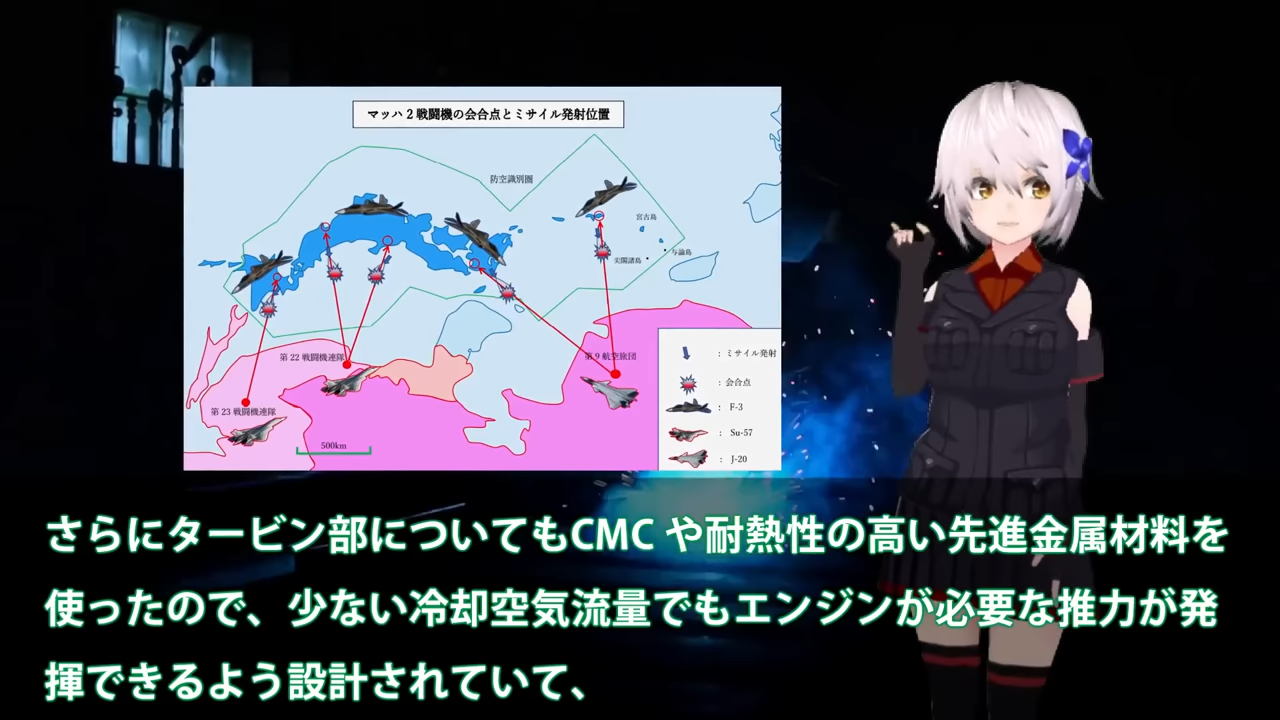 マッハ2戦闘機の会合点とミサイル発射位置
防空識別圏
宮古島
与論島
尖閣諸島
第22戦闘機連隊
第9航空旅団
第23戦闘機連隊
500km
：ミサイル発射
：会合点
： F-3
： Su-57
： J-20
さらにタービン部についてもCMC や耐熱性の高い先進金属材料を
使ったので、少ない冷却空気流量でもエンジンが必要な推力が発
揮できるよう設計されていて、